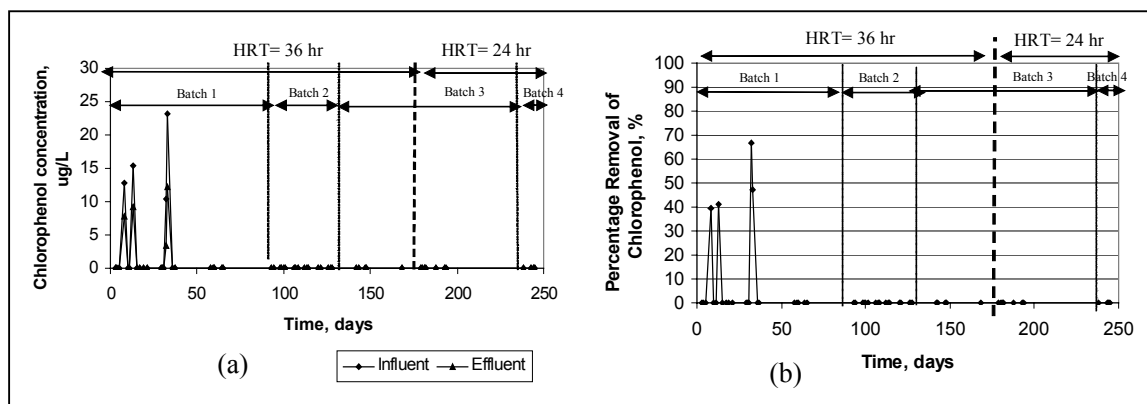 HRT= 36 hr
HRT= 24 hr
Chlorophenol concentration,
ug/L
30
25
20
15
10
5
0
Batch 1
Batch 2
Batch 3
Batch 4
0 50 100 150 200 250
Time, days
(a)
Influent Effluent
HRT= 36 hr
HRT= 24 hr
Percentage Removal of
Chlorophenol, %
100%
90%
80%
70%
60%
50%
40%
30%
20%
10%
0%
Batch 1
Batch 2
Batch 3
Batch 4
0 50 100 150 200 250
Time, days
(b)